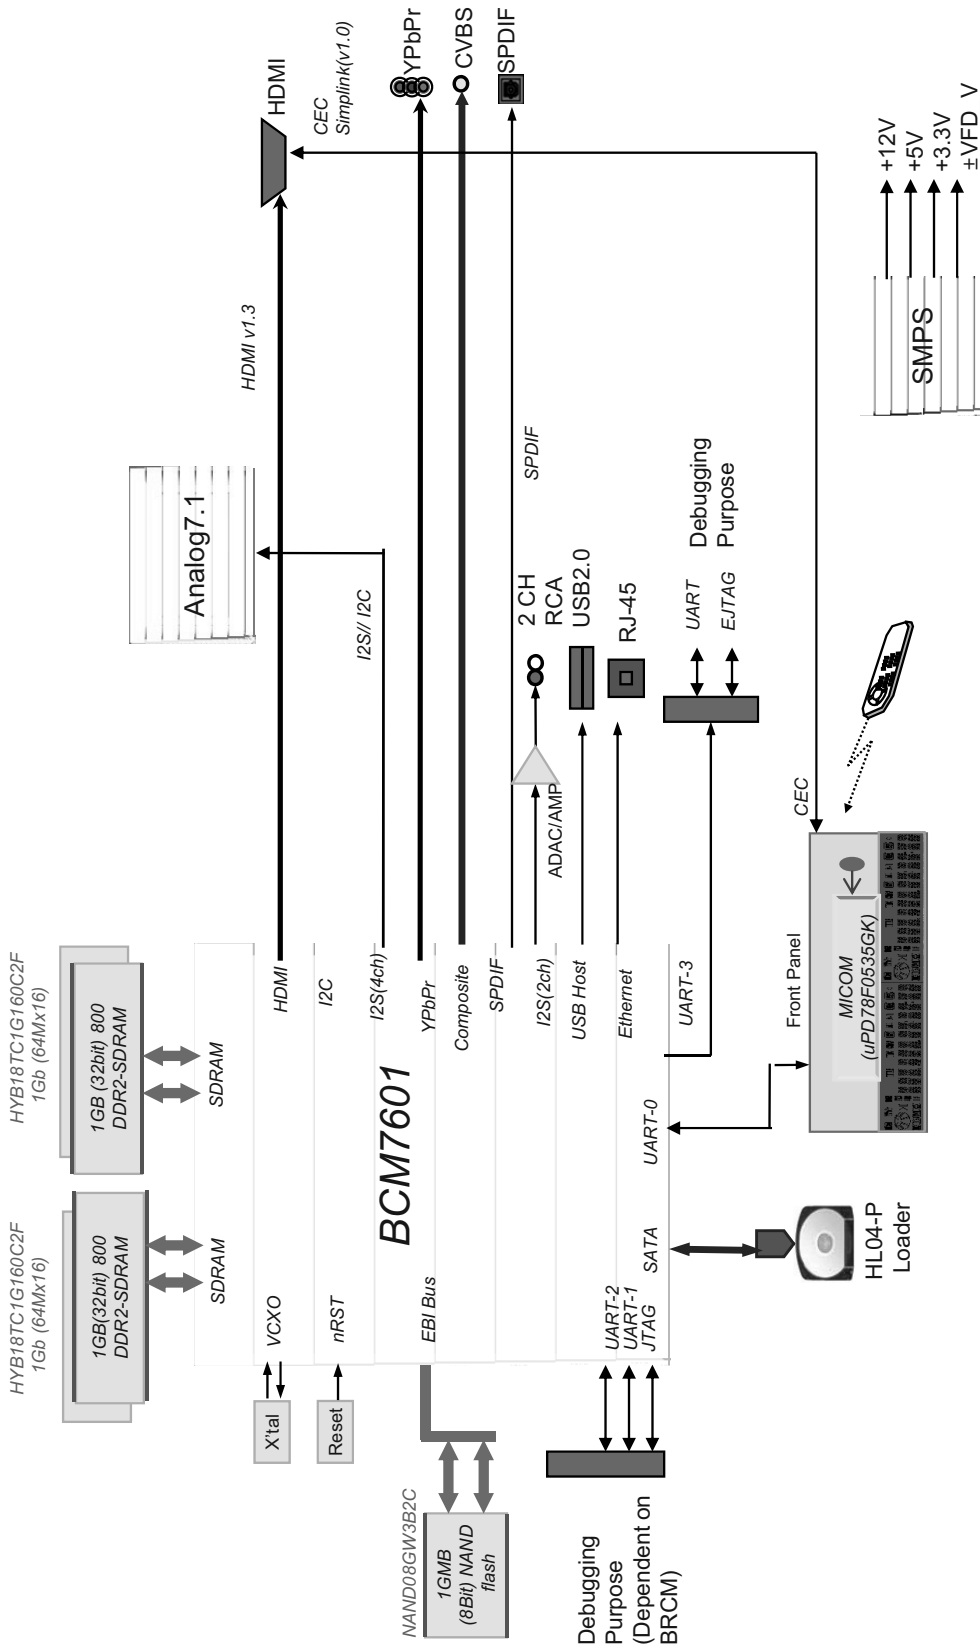 HYB18TC1G160C2F
1Gb (64Mx16)
1GB(32bit) 800
DDR2-SDRAM
SDRAM
HYB18TC1G160C2F
1Gb (64Mx16)
1GB (32bit) 800
DDR2-SDRAM
SDRAM
X'tal
VCXO
Reset
nRST
NAND08GW3B2C
1GMB
(8Bit) NAND
flash
EBI Bus
BCM7601
Debugging
Purpose
(Dependent on
BRCM)
UART-2
UART-1
JTAG
SATA
HL04-P
Loader
UART-0
UART-3
HDMI
I2C
I2S(4ch)
YPbPr
Composite
SPDIF
I2S(2ch)
USB Host
Ethernet
Analog7.1
I2S// I2C
HDMI v1.3
HDMI
CEC
Simplink(v1.0)
YPbPr
CVBS
SPDIF
SPDIF
ADAC/AMP
2 CH
RCA
USB2.0
RJ-45
UART
EJTAG
Debugging
Purpose
CEC
Front Panel
MICOM
(uPD78F0535GK)
SMPS
+12V
+5V
+3.3V
±VFD V